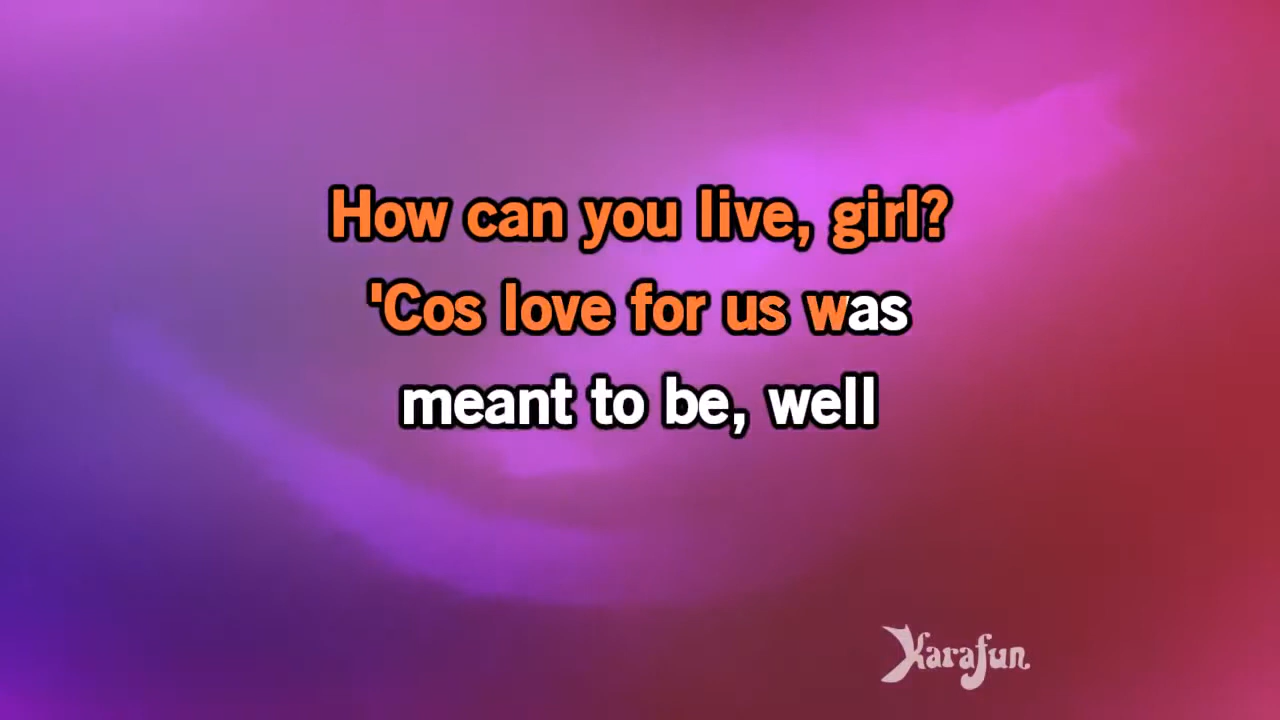 How can you live, girl?
'Cos love for us was
meant to be, well
Karafun